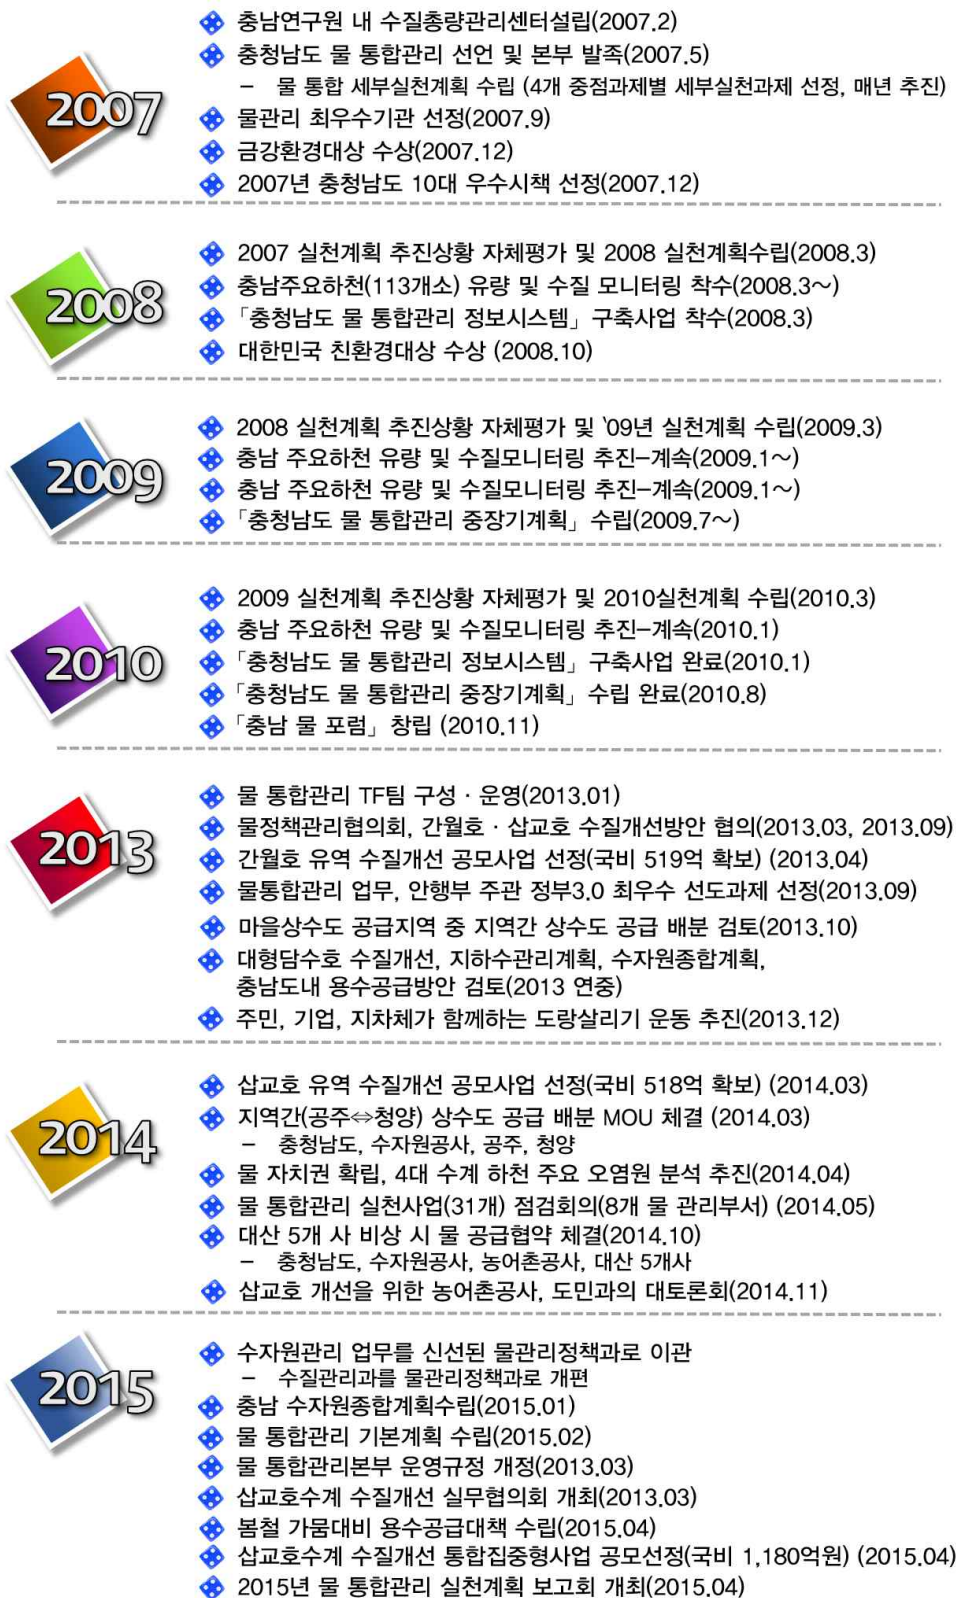 2007
충남연구원 내 수질총량관리센터설립(2007.2)
충청남도 물 통합관리 선언 및 본부 발족(2007.5)
- 물 통합 세부실천계획 수립 (4개 중점과제별 세부실천과제 선정, 매년 추진)
물관리 최우수기관 선정(2007.9)
금강환경대상 수상(2007.12)
2007년 충청남도 10대 우수시책 선정(2007.12)
2008
2007 실천계획 추진상황 자체평가 및 2008 실천계획수립(2008.3)
충남주요하천(113개소) 유량 및 수질 모니터링 착수(2008.3～)
「충청남도 물 통합관리 정보시스템」 구축사업 착수(2008.3)
대한민국 친환경대상 수상 (2008.10)
2009
2008 실천계획 추진상황 자체평가 및 '09년 실천계획 수립(2009.3)
충남 주요하천 유량 및 수질모니터링 추진-계속(2009.1～)
충남 주요하천 유량 및 수질모니터링 추진-계속(2009.1～)
「충청남도 물 통합관리 중장기계획」 수립(2009.7～)
2010
2009 실천계획 추진상황 자체평가 및 2010실천계획 수립(2010.3)
충남 주요하천 유량 및 수질모니터링 추진-계속(2010.1)
「충청남도 물 통합관리 정보시스템」 구축사업 완료(2010.1)
「충청남도 물 통합관리 중장기계획」 수립 완료(2010.8)
「충남 물 포럼」 창립 (2010.11)
2013
물 통합관리 TF팀 구성 · 운영(2013.01)
물정책관리협의회, 간월호 · 삽교호 수질개선방안 협의(2013.03, 2013.09)
간월호 유역 수질개선 공모사업 선정(국비 519억 확보) (2013.04)
물통합관리 업무, 안행부 주관 정부3.0 최우수 선도과제 선정(2013.09)
마을상수도 공급지역 중 지역간 상수도 공급 배분 검토(2013.10)
대형담수호 수질개선, 지하수관리계획, 수자원종합계획,
충남도내 용수공급방안 검토(2013 연중)
주민, 기업, 지차체가 함께하는 도랑살리기 운동 추진(2013.12)
2014
삽교호 유역 수질개선 공모사업 선정(국비 518억 확보) (2014.03)
지역간(공주⇔청양) 상수도 공급 배분 MOU 체결 (2014.03)
- 충청남도, 수자원공사, 공주, 청양
물 자치권 확립, 4대 수계 하천 주요 오염원 분석 추진(2014.04)
물 통합관리 실천사업(31개) 점검회의(8개 물 관리부서) (2014.05)
대산 5개 사 비상 시 물 공급협약 체결(2014.10)
- 충청남도, 수자원공사, 농어촌공사, 대산 5개사
삽교호 개선을 위한 농어촌공사, 도민과의 대토론회(2014.11)
2015
수자원관리 업무를 신선된 물관리정책과로 이관
- 수질관리과를 물관리정책과로 개편
충남 수자원종합계획수립(2015.01)
물 통합관리 기본계획 수립(2015.02)
물 통합관리본부 운영규정 개정(2013.03)
삽교호수계 수질개선 실무협의회 개최(2013.03)
봄철 가뭄대비 용수공급대책 수립(2015.04)
삽교호수계 수질개선 통합집중형사업 공모선정(국비 1,180억원) (2015.04)
2015년 물 통합관리 실천계획 보고회 개최(2015.04)